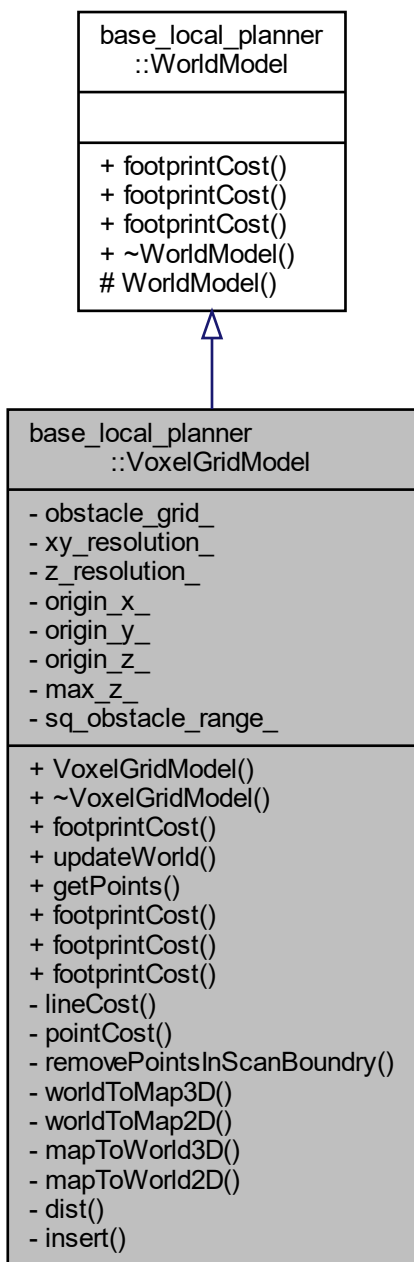 base_local_planner
::WorldModel
+ footprintCost()
+ footprintCost()
+ footprintCost()
+ ~WorldModel()
# WorldModel()
base_local_planner
::VoxelGridModel
- obstacle_grid_
- xy_resolution_
- z_resolution_
- origin_x_
- origin_y_
- origin_z_
- max_z_
- sq_obstacle_range_
+ VoxelGridModel()
+ ~VoxelGridModel()
+ footprintCost()
+ updateWorld()
+ getPoints()
+ footprintCost()
+ footprintCost()
+ footprintCost()
- lineCost()
- pointCost()
- removePointsInScanBoundry()
- worldToMap3D()
- worldToMap2D()
- mapToWorld3D()
- mapToWorld2D()
- dist()
- insert()